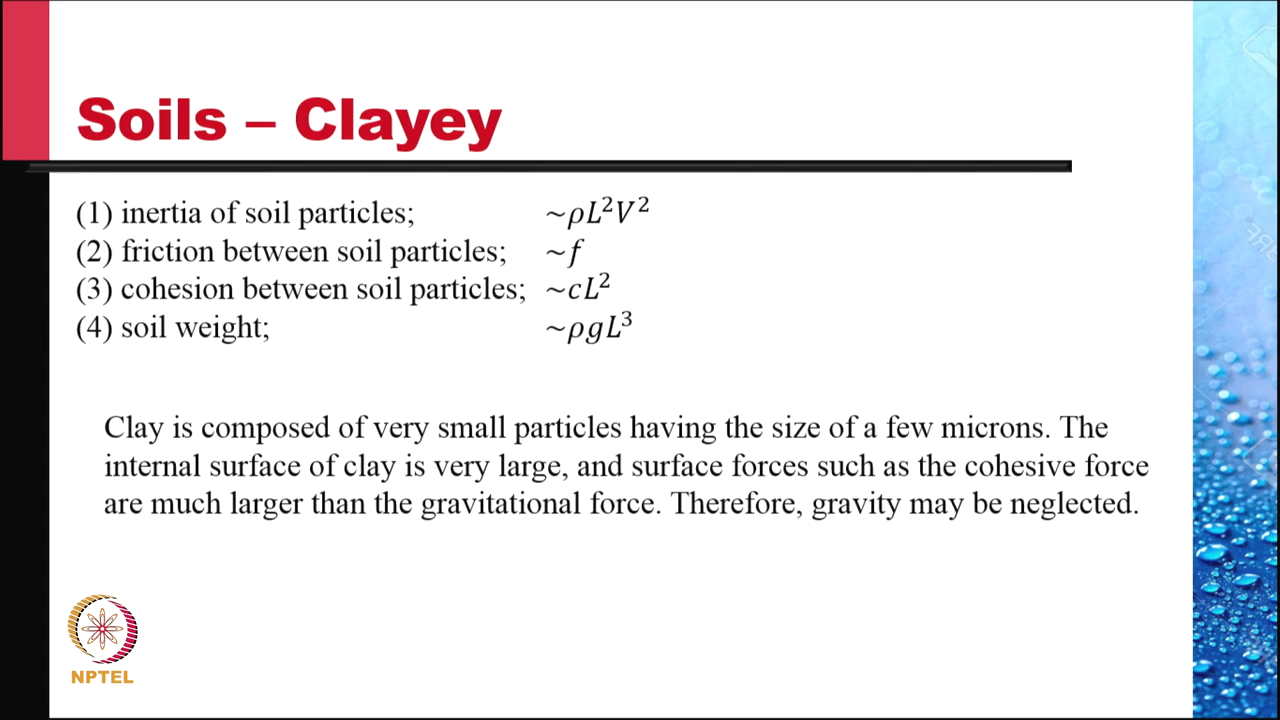 Soils – Clayey
(1) inertia of soil particles; ~ρL²V²
(2) friction between soil particles; ~f
(3) cohesion between soil particles; ~cL²
(4) soil weight; ~ρgL³
Clay is composed of very small particles having the size of a few microns. The
internal surface of clay is very large, and surface forces such as the cohesive force
are much larger than the gravitational force. Therefore, gravity may be neglected.
NPTEL